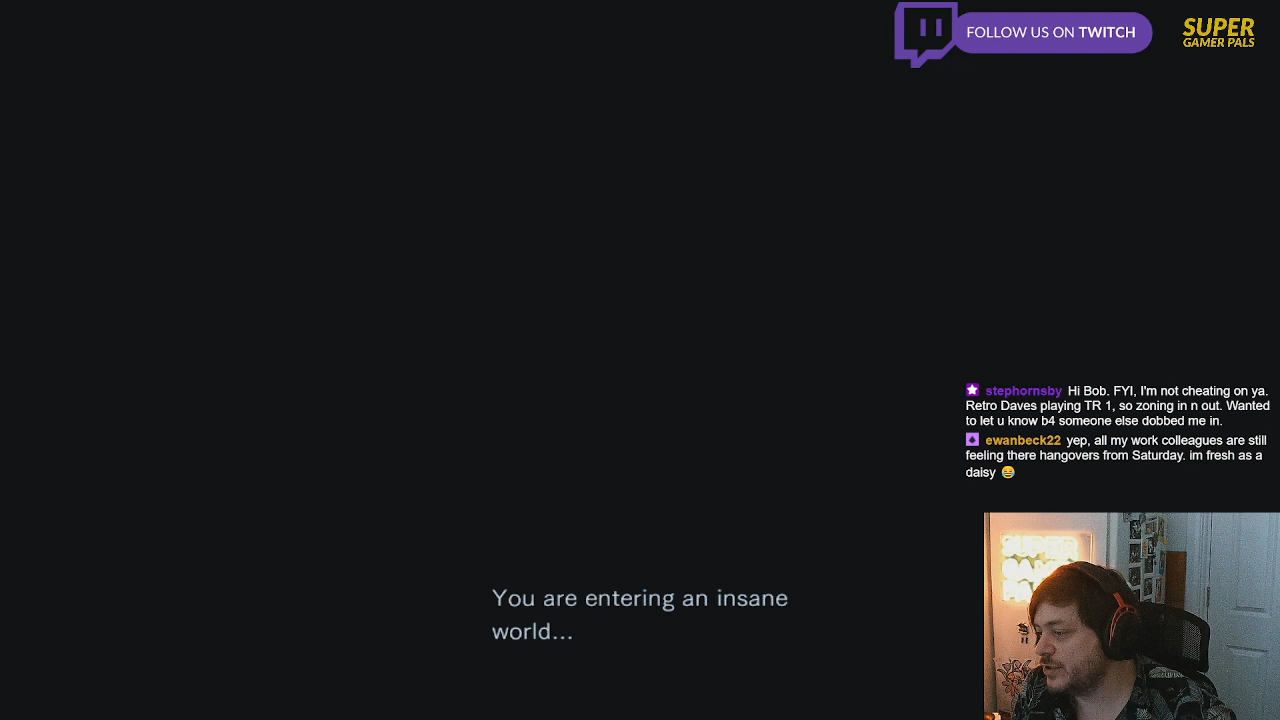 FOLLOW US ON TWITCH
SUPER
GAMER PALS
stephornsby Hi Bob. FYI, I'm not cheating on ya.
Retro Daves playing TR 1, so zoning in n out. Wanted
to let u know b4 someone else dobbed me in.
ewanbeck22 yep, all my work colleagues are still
feeling there hangovers from Saturday. im fresh as a
daisy 😂
You are entering an insane
world...